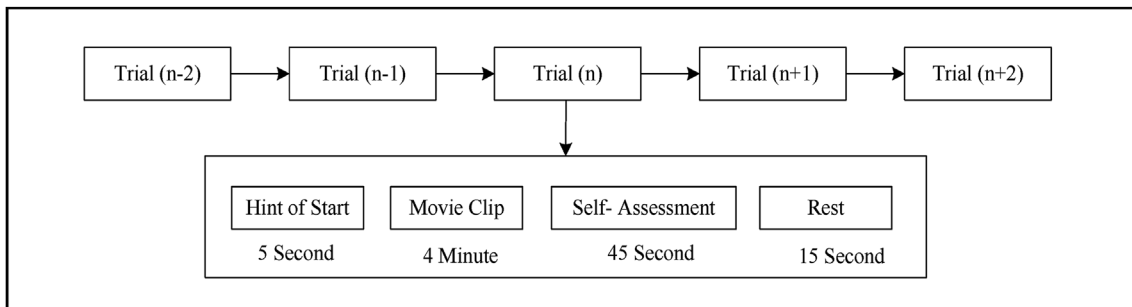 Trial (n-2) Trial (n-1) Trial (n) Trial (n+1) Trial (n+2)
Hint of Start Movie Clip Self- Assessment Rest
5 Second 4 Minute 45 Second 15 Second